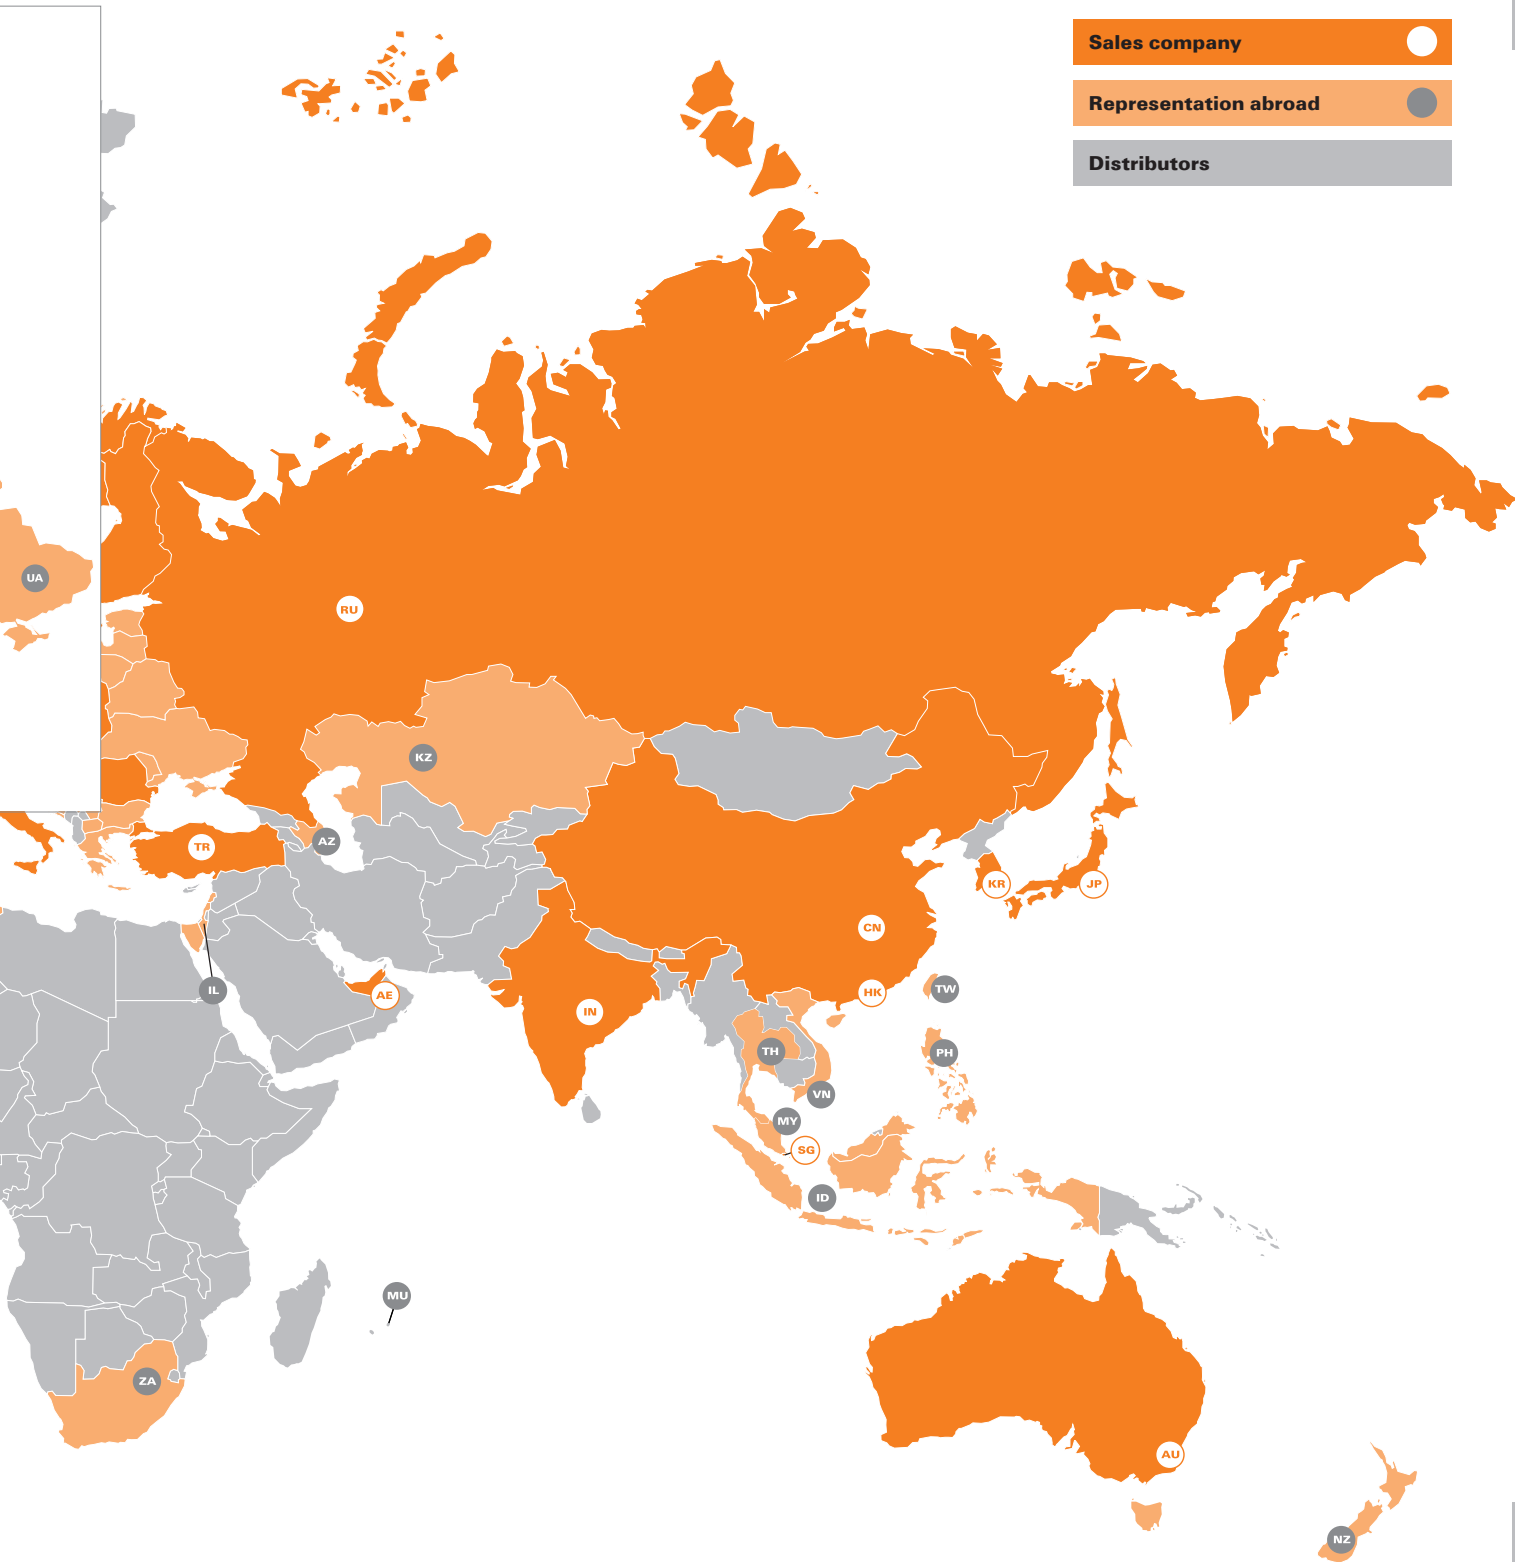 Sales company
Representation abroad
Distributors
UA
RU
KZ
TR
AZ
KR
JP
CN
IL
AE
HK
TW
IN
TH
PH
VN
MY
SG
ID
MU
ZA
AU
NZ